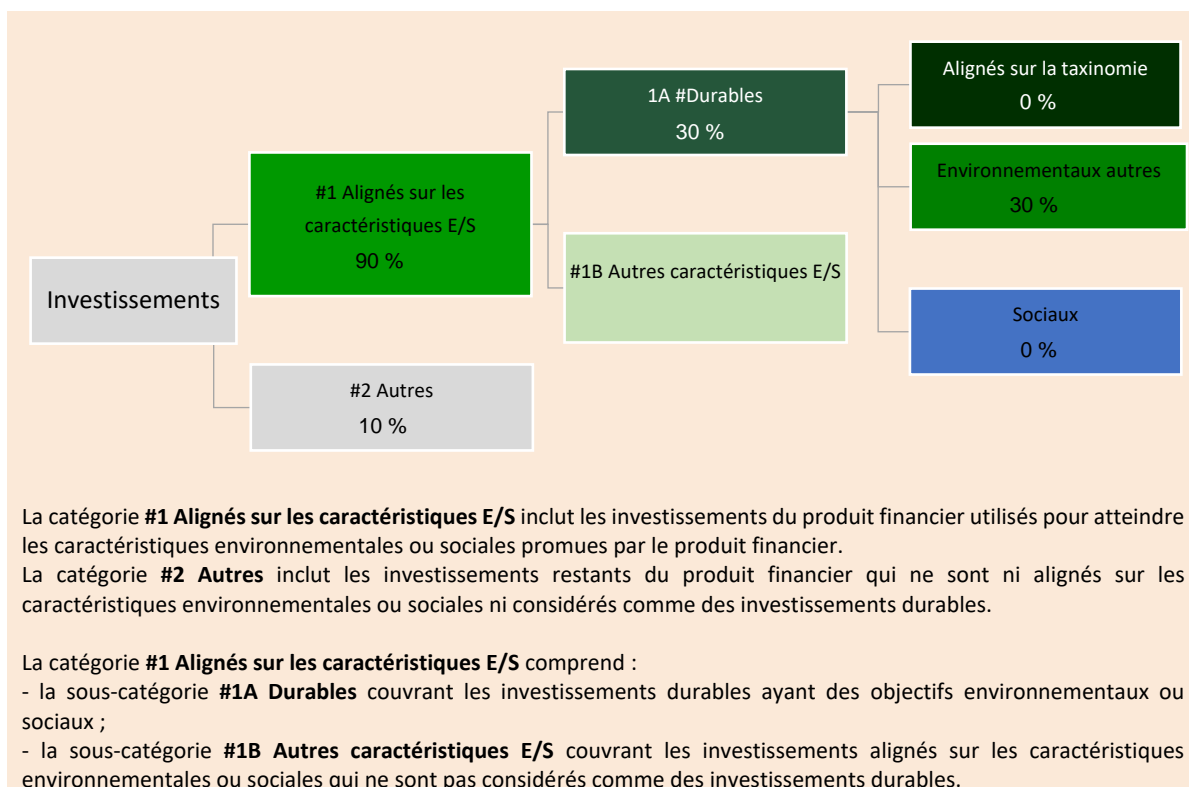 Alignés sur la taxinomie
0 %
1A #Durables
30 %
Environnementaux autres
30 %
#1 Alignés sur les
caractéristiques E/S
90 %
#1B Autres caractéristiques E/S
Investissements
Sociaux
0 %
#2 Autres
10 %
La catégorie #1 Alignés sur les caractéristiques E/S inclut les investissements du produit financier utilisés pour atteindre
les caractéristiques environnementales ou sociales promues par le produit financier.
La catégorie #2 Autres inclut les investissements restants du produit financier qui ne sont ni alignés sur les
caractéristiques environnementales ou sociales ni considérés comme des investissements durables.
La catégorie #1 Alignés sur les caractéristiques E/S comprend :
- la sous-catégorie #1A Durables couvrant les investissements durables ayant des objectifs environnementaux ou
sociaux ;
- la sous-catégorie #1B Autres caractéristiques E/S couvrant les investissements alignés sur les caractéristiques
environnementales ou sociales qui ne sont pas considérés comme des investissements durables.